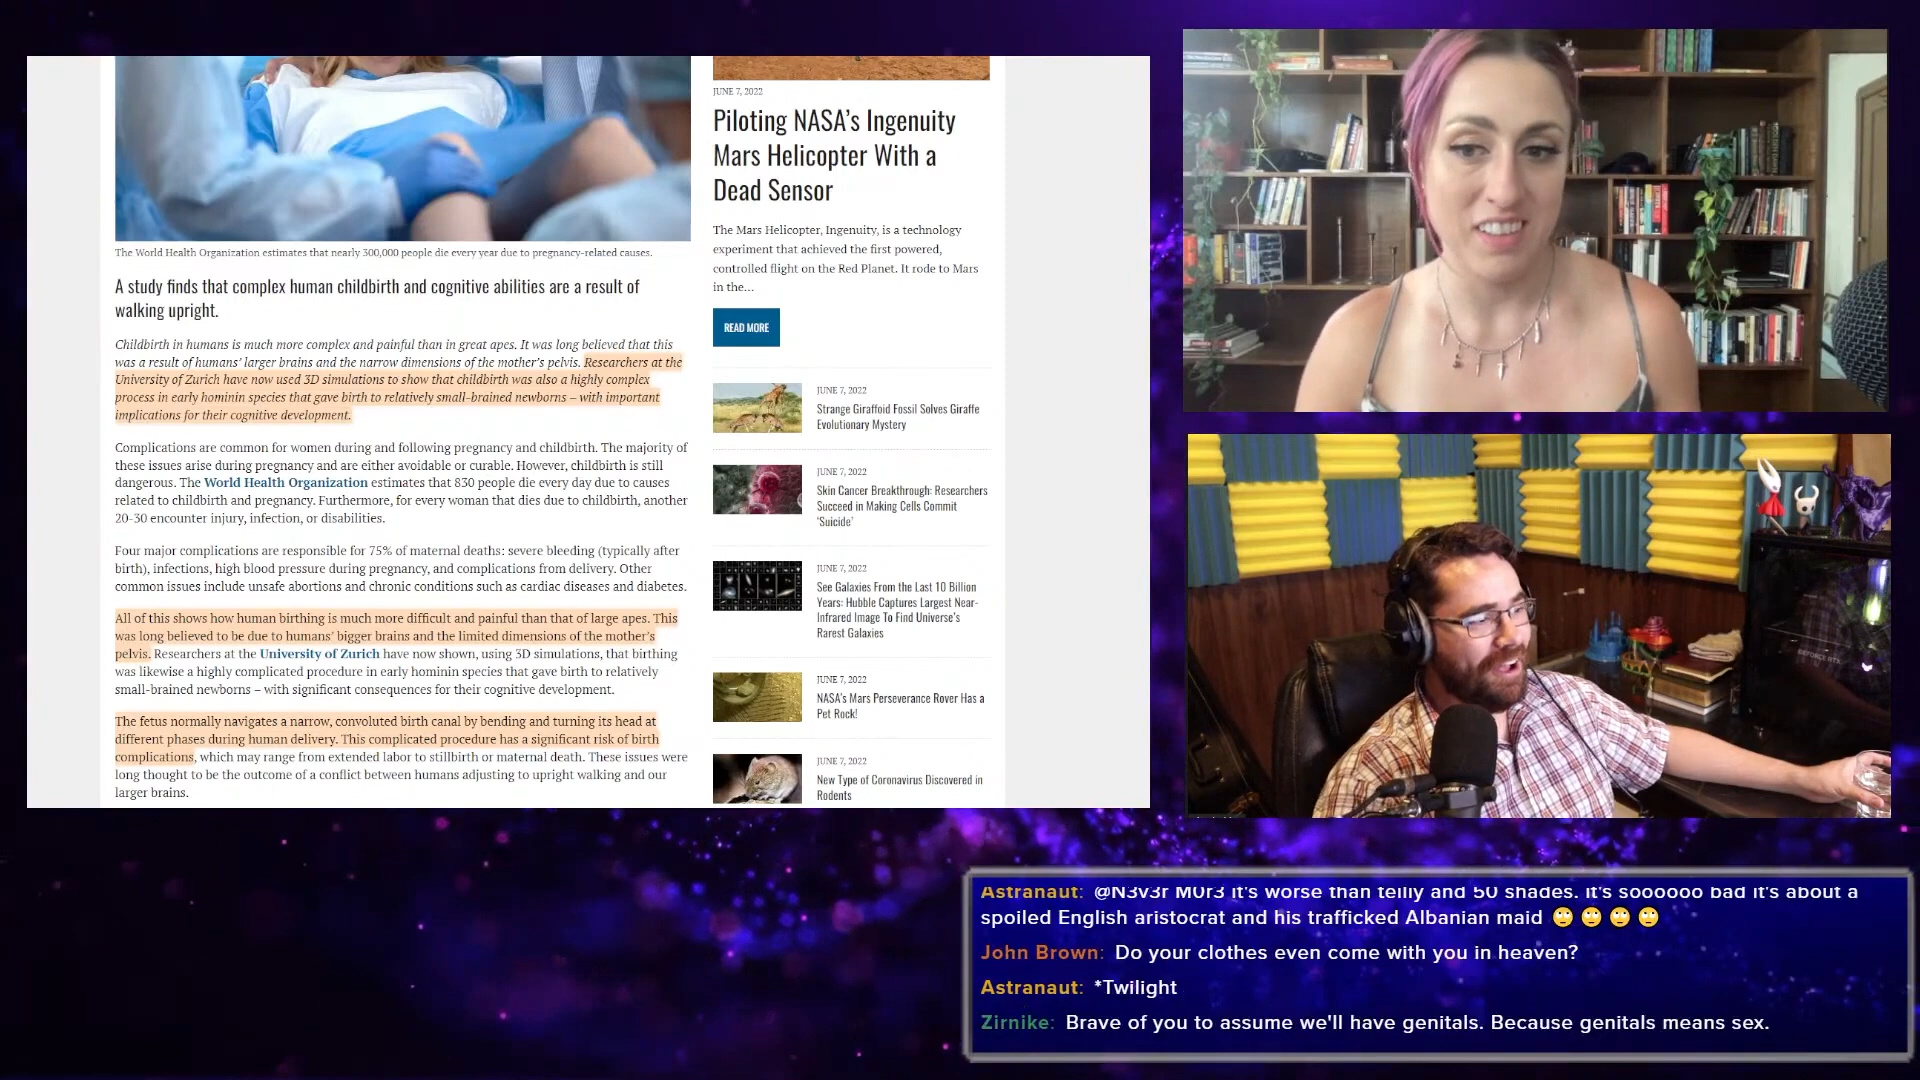 The World Health Organization estimates that nearly 300,000 people die every year due to pregnancy-related causes.
A study finds that complex human childbirth and cognitive abilities are a result of
walking upright.
Childbirth in humans is much more complex and painful than in great apes. It was long believed that this
was a result of humans' larger brains and the narrow dimensions of the mother's pelvis. Researchers at the
University of Zurich have now used 3D simulations to show that childbirth was also a highly complex
process in early hominin species that gave birth to relatively small-brained newborns – with important
implications for their cognitive development.
Complications are common for women during and following pregnancy and childbirth. The majority of
these issues arise during pregnancy and are either avoidable or curable. However, childbirth is still
dangerous. The World Health Organization estimates that 830 people die every day due to causes
related to childbirth and pregnancy. Furthermore, for every woman that dies due to childbirth, another
20-30 encounter injury, infection, or disabilities.
Four major complications are responsible for 75% of maternal deaths: severe bleeding (typically after
birth), infections, high blood pressure during pregnancy, and complications from delivery. Other
common issues include unsafe abortions and chronic conditions such as cardiac diseases and diabetes.
All of this shows how human birthing is much more difficult and painful than that of large apes. This
was long believed to be due to humans' bigger brains and the limited dimensions of the mother's
pelvis. Researchers at the University of Zurich have now shown, using 3D simulations, that birthing
was likewise a highly complicated procedure in early hominin species that gave birth to relatively
small-brained newborns – with significant consequences for their cognitive development.
The fetus normally navigates a narrow, convoluted birth canal by bending and turning its head at
different phases during human delivery. This complicated procedure has a significant risk of birth
complications, which may range from extended labor to stillbirth or maternal death. These issues were
long thought to be the outcome of a conflict between humans adjusting to upright walking and our
larger brains.
JUNE 7, 2022
Piloting NASA's Ingenuity
Mars Helicopter With a
Dead Sensor
The Mars Helicopter, Ingenuity, is a technology
experiment that achieved the first powered,
controlled flight on the Red Planet. It rode to Mars
in the...
READ MORE
JUNE 7, 2022
Strange Giraffoid Fossil Solves Giraffe
Evolutionary Mystery
JUNE 7, 2022
Skin Cancer Breakthrough: Researchers
Succeed in Making Cells Commit
'Suicide'
JUNE 7, 2022
See Galaxies From the Last 10 Billion
Years: Hubble Captures Largest Near-
Infrared Image To Find Universe's
Rarest Galaxies
JUNE 7, 2022
NASA's Mars Perseverance Rover Has a
Pet Rock!
JUNE 7, 2022
New Type of Coronavirus Discovered in
Rodents
GEFORCE RTX
Astranaut: @N3v3r M0r3 it's worse than telly and 50 shades. It's soooooo bad it's about a
spoiled English aristocrat and his trafficked Albanian maid 🙄 🙄 🙄 🙄
John Brown: Do your clothes even come with you in heaven?
Astranaut: *Twilight
Zirnike: Brave of you to assume we'll have genitals. Because genitals means sex.